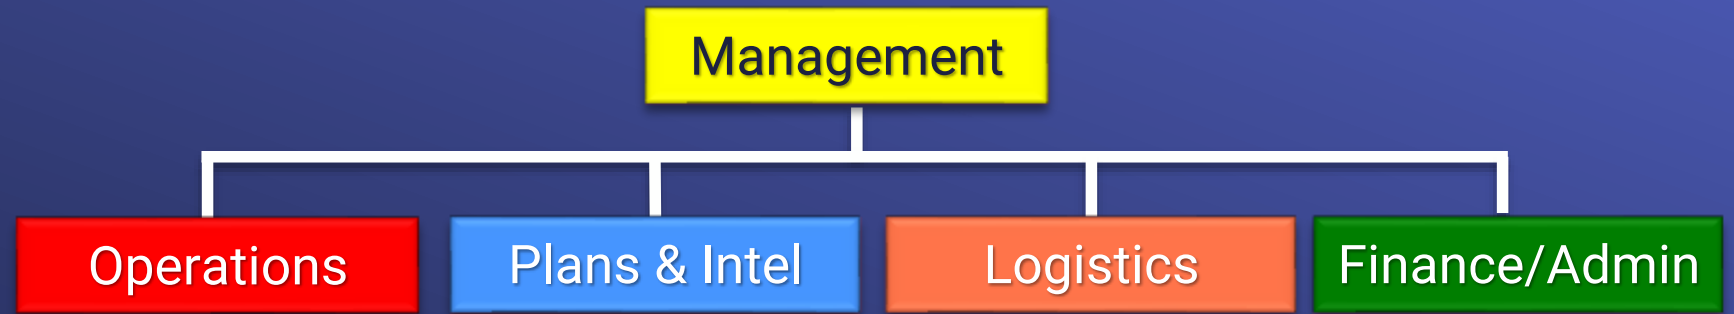 Management
Operations
Plans & Intel
Logistics
Finance/Admin